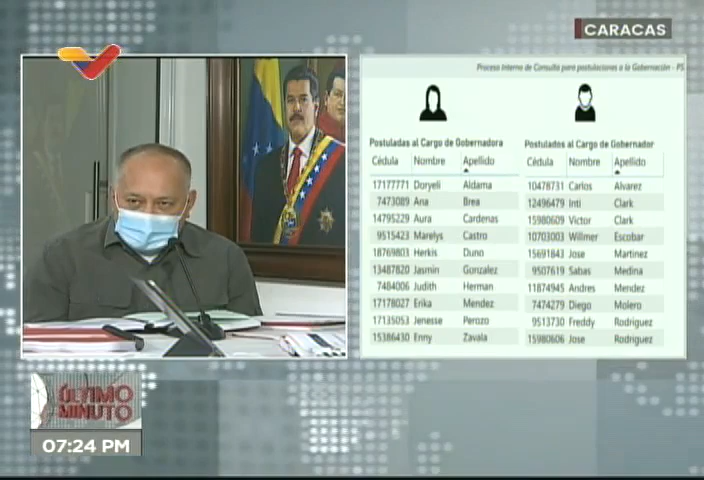 CARACAS
Proceso Interno de Consulta para postulaciones a la Gobernación - PS
Postuladas al Cargo de Gobernadora
Cédula Nombre Apellido
17177771 Doryeli Aldama
7473089 Ana Brea
14795229 Aura Cardenas
9515423 Marelys Castro
18769803 Herkis Duno
13487820 Jasmin Gonzalez
7484006 Judith Herman
17178027 Erika Mendez
17135053 Jenesse Perozo
15386430 Enny Zavala
Postulados al Cargo de Gobernador
Cédula Nombre Apellido
10478731 Carlos Alvarez
12496479 Inti Clark
15980609 Victor Clark
10703003 Willmer Escobar
15691843 Jose Martinez
9507619 Sabas Medina
11874945 Andres Mendez
7474279 Diego Molero
9513730 Freddy Rodriguez
15980606 Jose Rodriguez
ÚLTIMO
MINUTO
07:24 PM